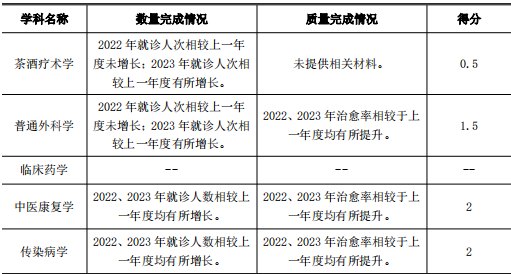 学科名称 数量完成情况 质量完成情况 得分
2022 年就诊人次相较上一年
度未增长；2023 年就诊人次相
较上一年度有所增长。
茶酒疗术学
未提供相关材料。
0.5
2022 年就诊人次相较上一年
度未增长；2023 年就诊人次相
较上一年度有所增长。
普通外科学
2022、2023 年治愈率相较于上
一年度均有所提升。
1.5
临床药学 -- -- --
中医康复学
2022、2023 年就诊人数相较上
一年度均有所增长。
2022、2023 年治愈率相较于上
一年度均有所提升。
2
传染病学
2022、2023 年就诊人数相较上
一年度均有所增长。
2022、2023 年治愈率相较于上
一年度均有所提升。
2